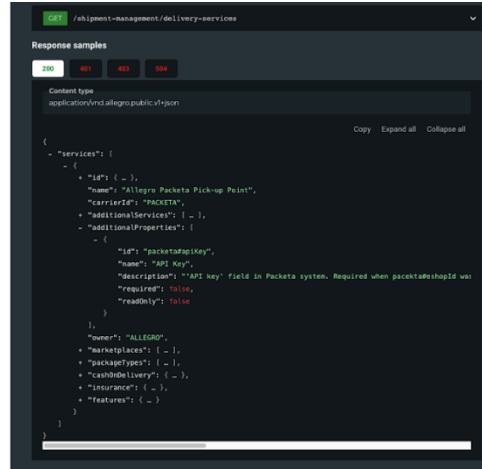 GET /shipment-management/delivery-services
Response samples
200 401 403 504
Content type
application/vnd.allegro.public.v1+json
Copy Expand all Collapse all
{
- "services": [
- {
+ "id": { … },
"name": "Allegro Packeta Pick-up Point",
"carrierId": "PACKETA",
+ "additionalServices": [ … ],
- "additionalProperties": [
- {
"id": "packeta#apiKey",
"name": "API Key",
"description": "'API key' field in Packeta system. Required when pacekta#eshopId was
"required": false,
"readOnly": false
}
],
"owner": "ALLEGRO",
+ "marketplaces": [ … ],
+ "packageTypes": [ … ],
+ "cashOnDelivery": { … },
+ "insurance": { … },
+ "features": { … }
}
]
}